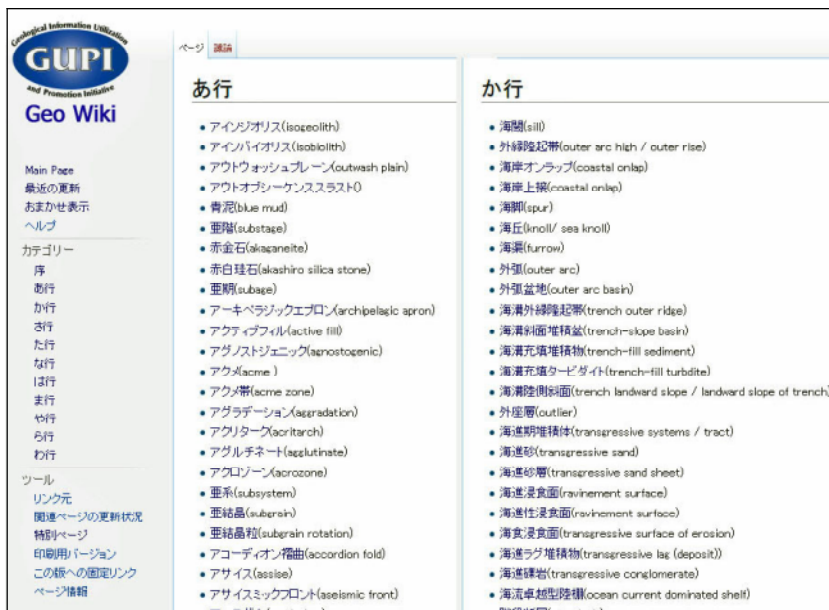 Geological Information Utilization
GUPI
and Promotion Initiative
Geo Wiki
Main Page
最近の更新
おまかせ表示
ヘルプ
カテゴリー
序
あ行
か行
さ行
た行
な行
は行
ま行
や行
ら行
わ行
ツール
リンク元
関連ページの更新状況
特別ページ
印刷用バージョン
この版への固定リンク
ページ情報
ページ 議論
あ行
アインジオリス(isogeolith)
アインバイオリス(isobiolith)
アウトウォッシュプレーン(outwash plain)
アウトオブシーケンススラスト()
青泥(blue mud)
亜階(substage)
赤金石(akaganeite)
赤白珪石(akashiro silica stone)
亜期(subage)
アーキペラジックエプロン(archipelagic apron)
アクティブフィル(active fill)
アグノストジェニック(agnostogenic)
アクメ(acme )
アクメ帯(acme zone)
アグラデーション(aggradation)
アクリターク(acritarch)
アグルチネート(agglutinate)
アクロゾーン(acrozone)
亜系(subsystem)
亜結晶(subgrain)
亜結晶粒(subgrain rotation)
アコーディオン褶曲(accordion fold)
アサイス(assise)
アサイスミックフロント(aseismic front)
か行
海閾(sill)
外縁隆起帯(outer arc high / outer rise)
海岸オンラップ(coastal onlap)
海岸上接(coastal onlap)
海脚(spur)
海丘(knoll/ sea knoll)
海渠(furrow)
外弧(outer arc)
外弧盆地(outer arc basin)
海溝外縁隆起帯(trench outer ridge)
海溝斜面堆積盆(trench-slope basin)
海溝充填堆積物(trench-fill sediment)
海溝充填タービダイト(trench-fill turbdite)
海溝陸側斜面(trench landward slope / landward slope of trench)
外座層(outlier)
海進期堆積体(transgressive systems / tract)
海進砂(transgressive sand)
海進砂層(transgressive sand sheet)
海進浸食面(ravinement surface)
海進性浸食面(ravinement surface)
海食浸食面(transgressive surface of erosion)
海進ラグ堆積物(transgressive lag (deposit))
海進礫岩(transgressive conglomerate)
海流卓越型陸棚(ocean current dominated shelf)